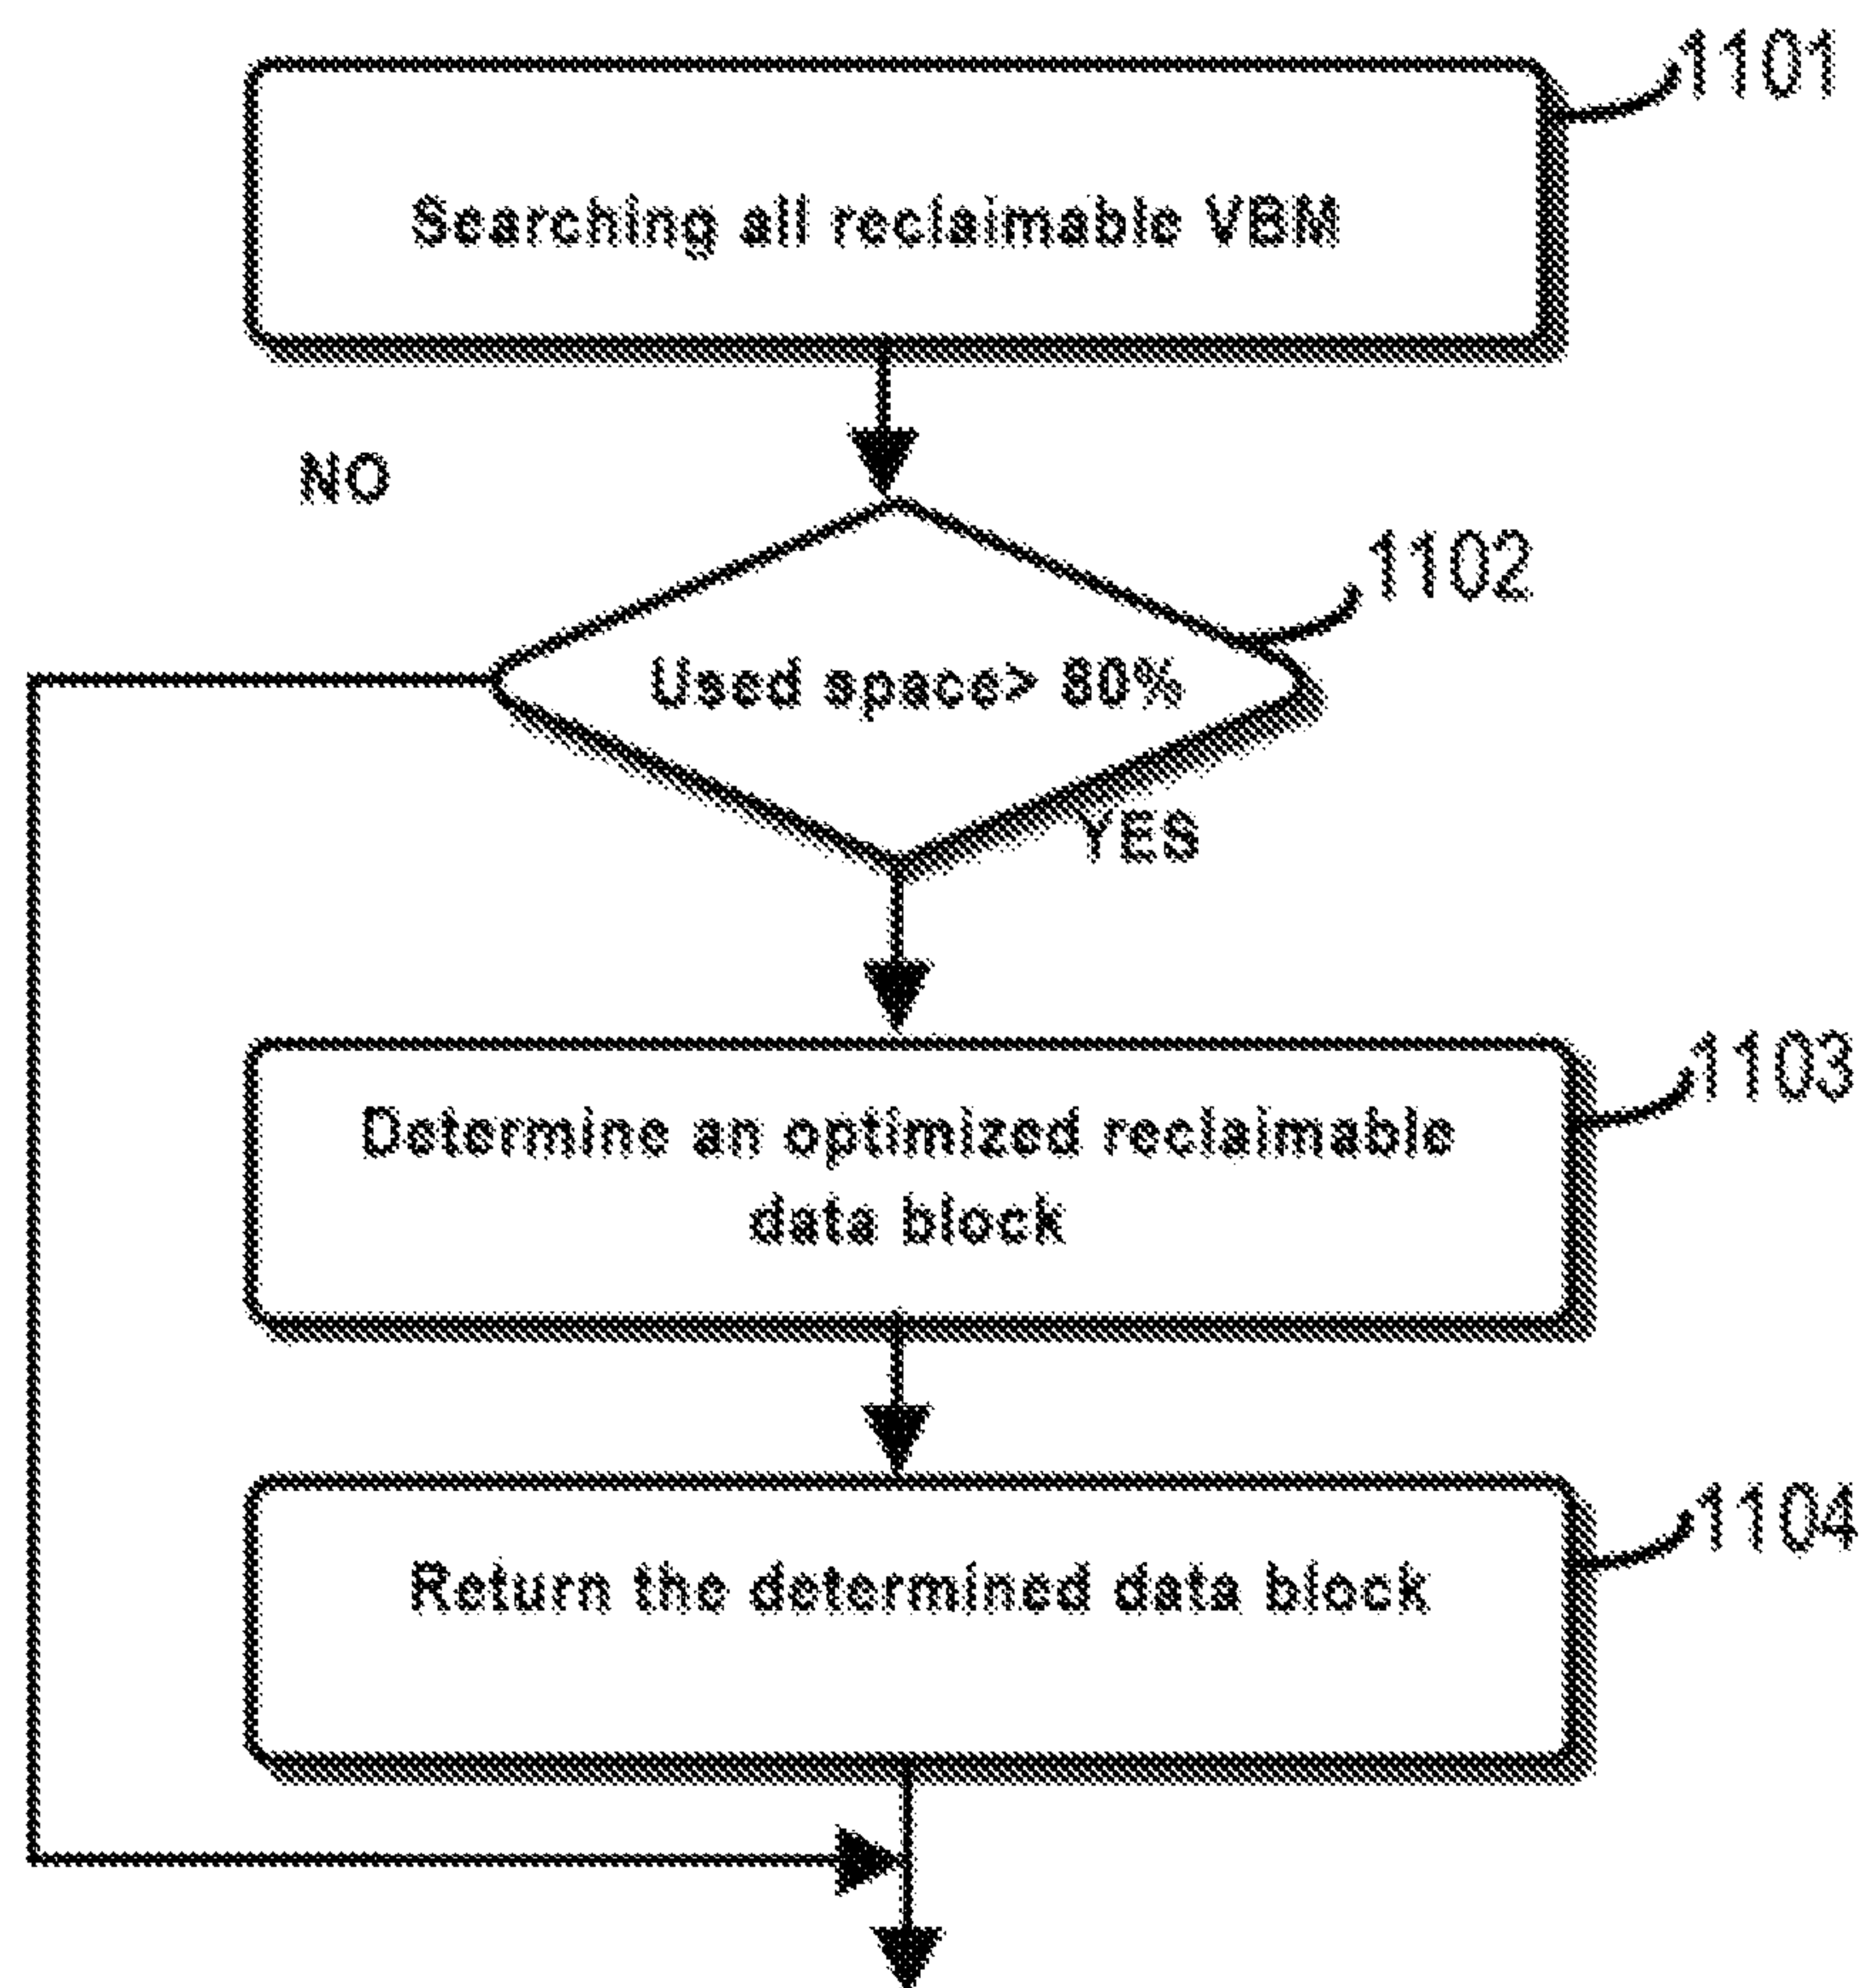 1101
Searching all reclaimable VBM
NO
1102
Used space> 80%
YES
1103
Determine an optimized reclaimable
data block
1104
Return the determined data block